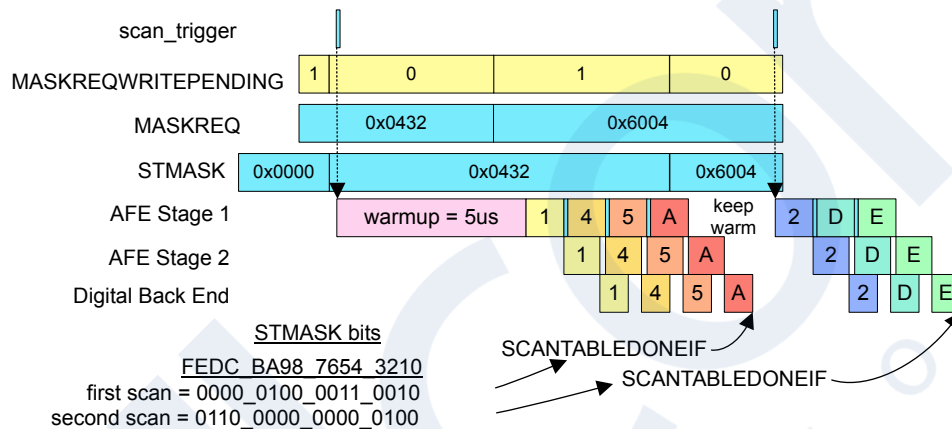 scan_trigger
MASKREQWRITEPENDING 1 0 1 0
MASKREQ 0x0432 0x6004
STMASK 0x0000 0x0432 0x6004
AFE Stage 1 warmup = 5us 1 4 5 A keep warm 2 D E
AFE Stage 2 1 4 5 A 2 D E
Digital Back End 1 4 5 A 2 D E
STMASK bits
SCANTABLEDONEIF
FEDC_BA98_7654_3210
SCANTABLEDONEIF
first scan = 0000_0100_0011_0010
second scan = 0110_0000_0000_0100